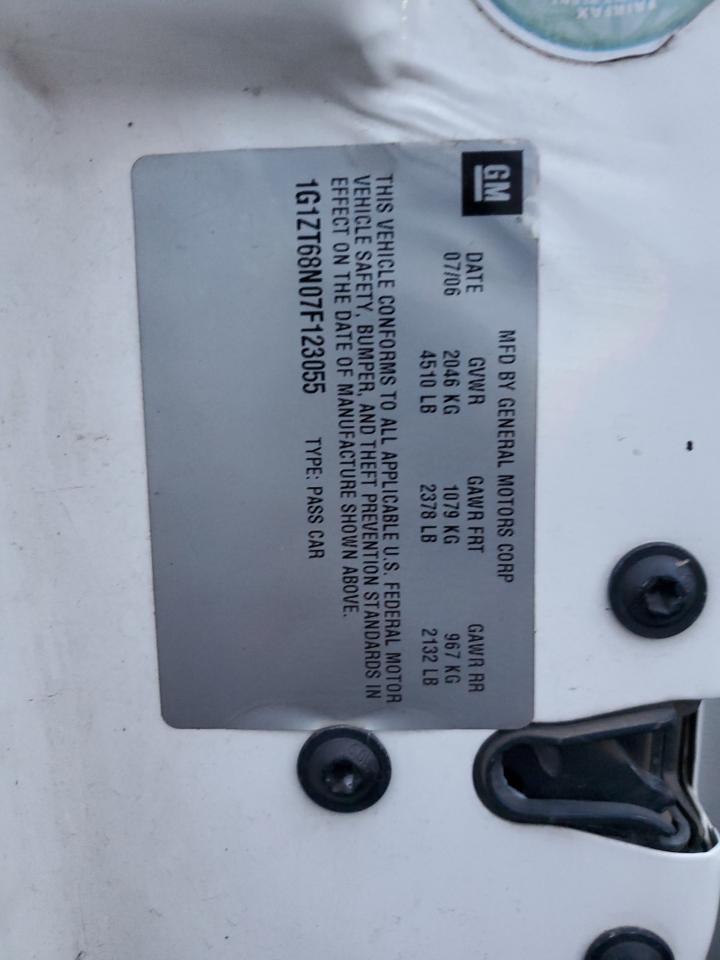 FAIRFAX
GM
MFD BY GENERAL MOTORS CORP
DATE GVWR GAWR FRT GAWR RR
07/06 2046 KG 1079 KG 967 KG
4510 LB 2378 LB 2132 LB
THIS VEHICLE CONFORMS TO ALL APPLICABLE U.S. FEDERAL MOTOR
VEHICLE SAFETY, BUMPER, AND THEFT PREVENTION STANDARDS IN
EFFECT ON THE DATE OF MANUFACTURE SHOWN ABOVE.
1G1ZT68N07F123055 TYPE: PASS CAR